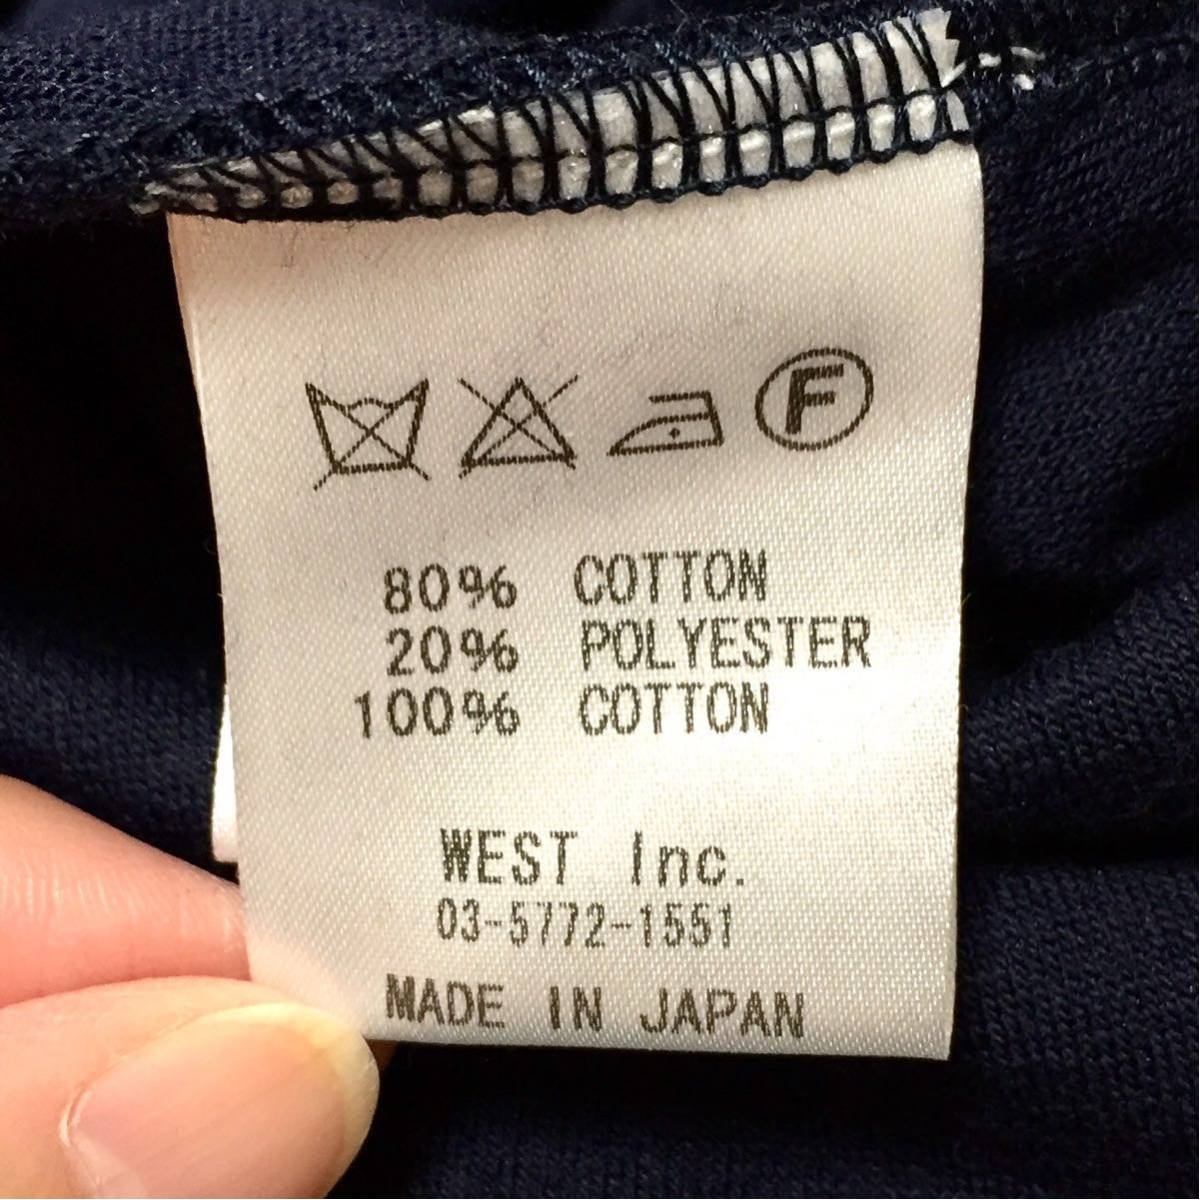 F
80% COTTON
20% POLYESTER
100% COTTON
WEST Inc.
03-5772-1551
MADE IN JAPAN